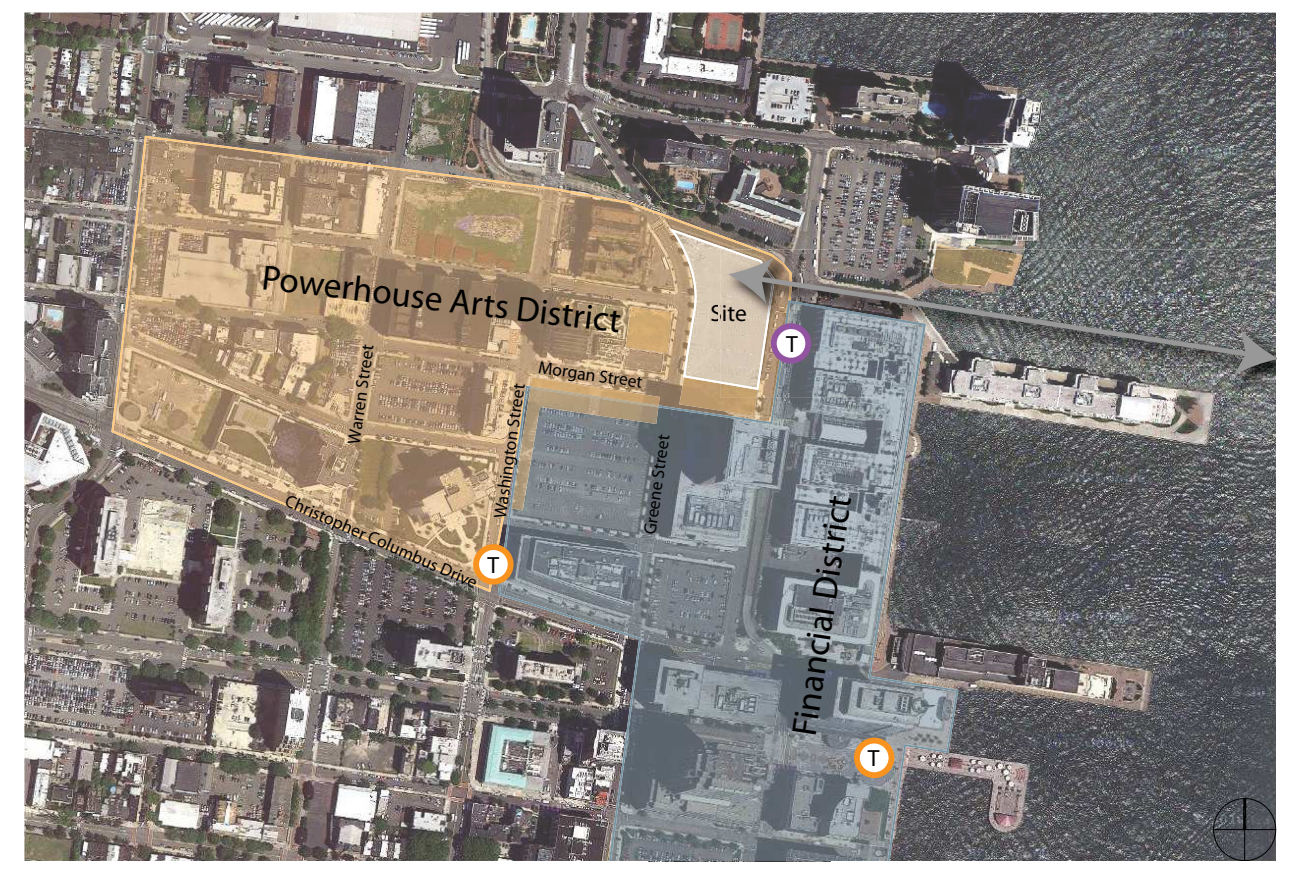 Powerhouse Arts District
Site
T
Morgan Street
Warren Street
Washington Street
Greene Street
Christopher Columbus Drive
T
Financial District
T